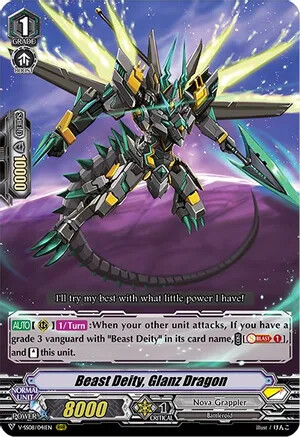 1
GRADE
BOOST
SHIELD
10000
I'll try my best with what little power I have!
AUTO 1/Turn :When your other unit attacks, If you have a
grade 3 vanguard with "Beast Deity" in its card name, BLAST 1,
and this unit.
Beast Deity, Glanz Dragon
NORMAL
UNIT
Nova Grappler
POWER
8000
1
CRITICAL
Battleroid
V-SS08/041EN RRR
Illust /